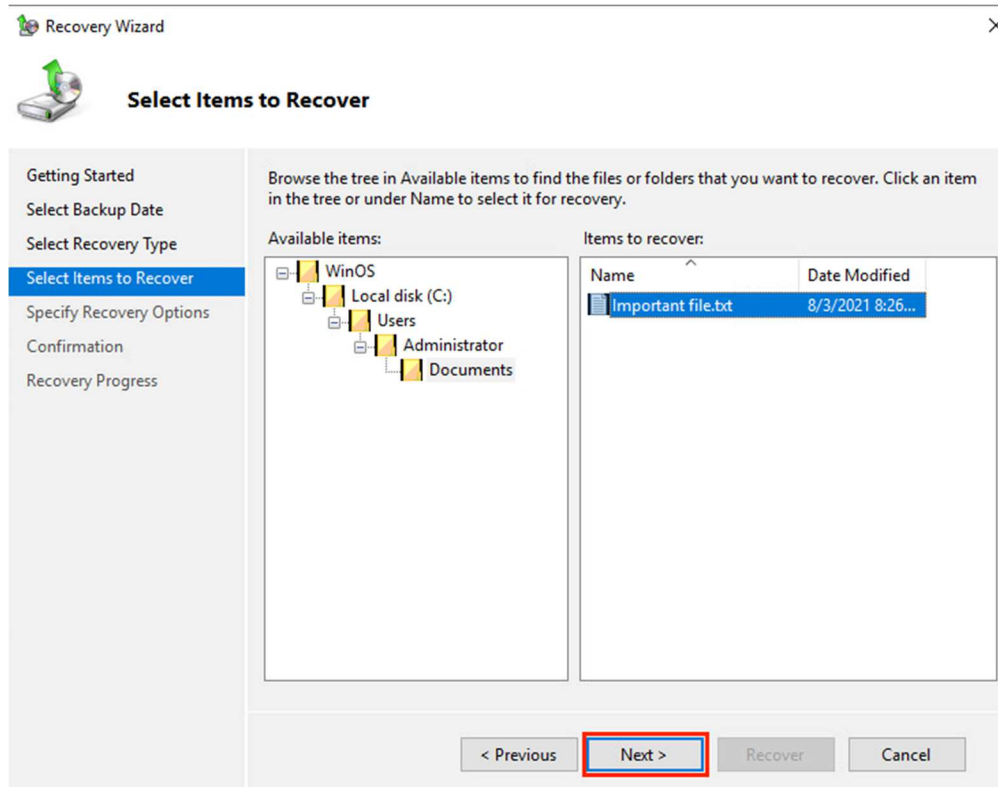 Recovery Wizard
Select Items to Recover
Getting Started
Select Backup Date
Select Recovery Type
Select Items to Recover
Specify Recovery Options
Confirmation
Recovery Progress
Browse the tree in Available items to find the files or folders that you want to recover. Click an item
in the tree or under Name to select it for recovery.
Available items:
WinOS
Local disk (C:)
Users
Administrator
Documents
Items to recover:
Name Date Modified
Important file.txt 8/3/2021 8:26...
< Previous Next > Recover Cancel